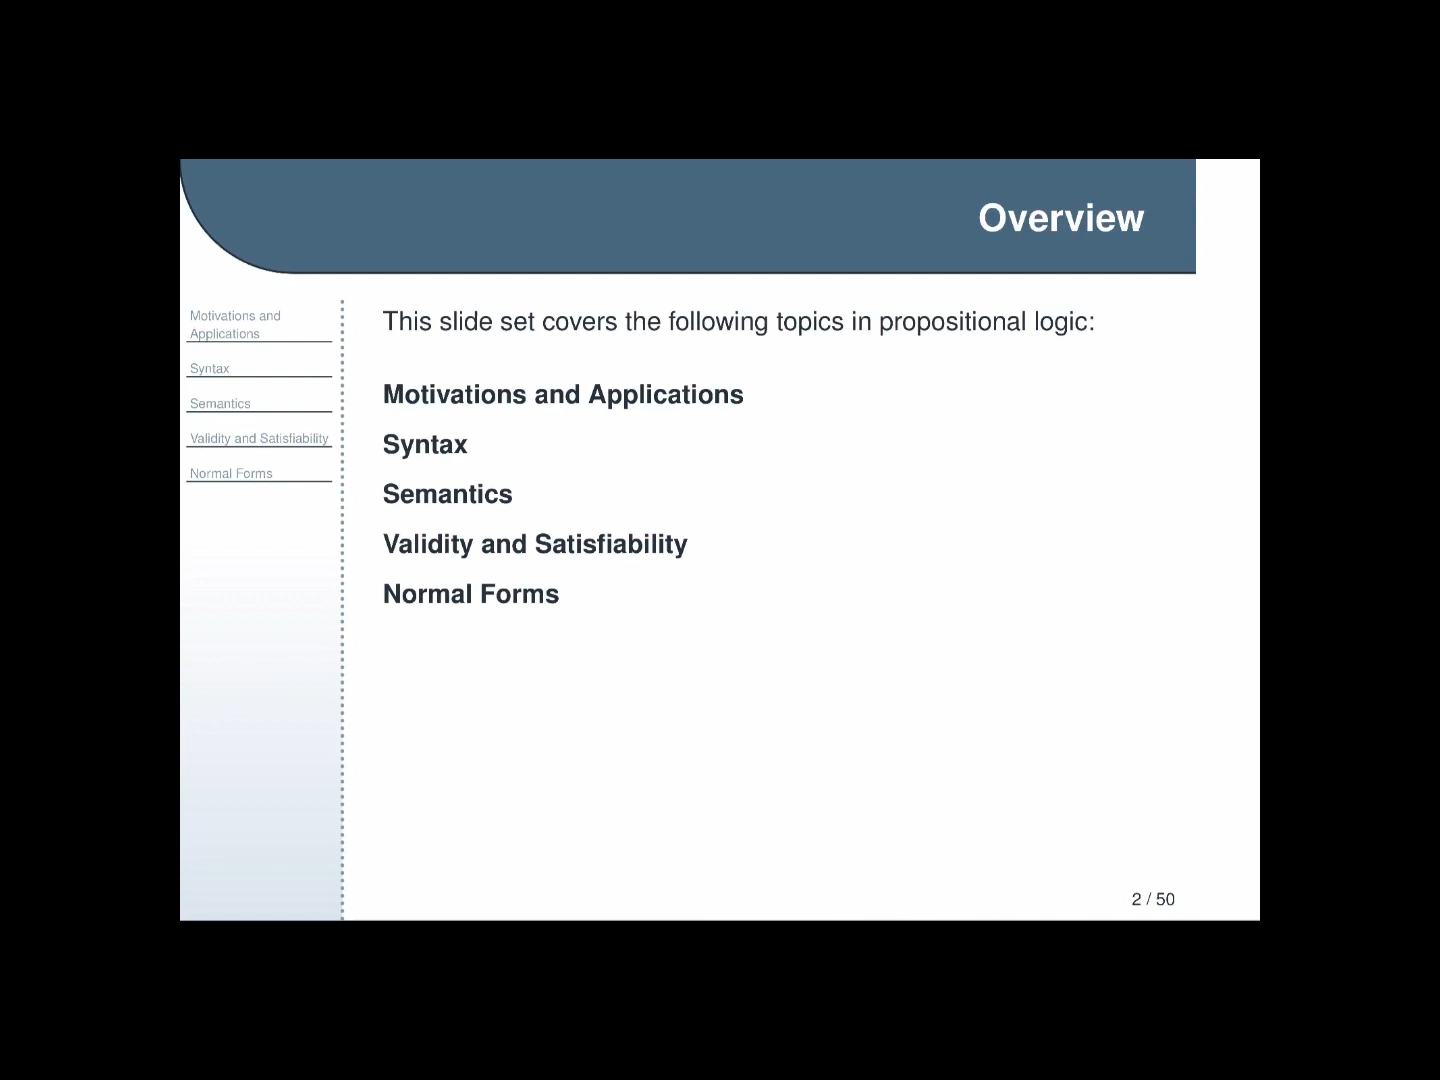 Overview
Motivations and
Applications
Syntax
Semantics
Validity and Satisfiability
Normal Forms
This slide set covers the following topics in propositional logic:
Motivations and Applications
Syntax
Semantics
Validity and Satisfiability
Normal Forms
2 / 50